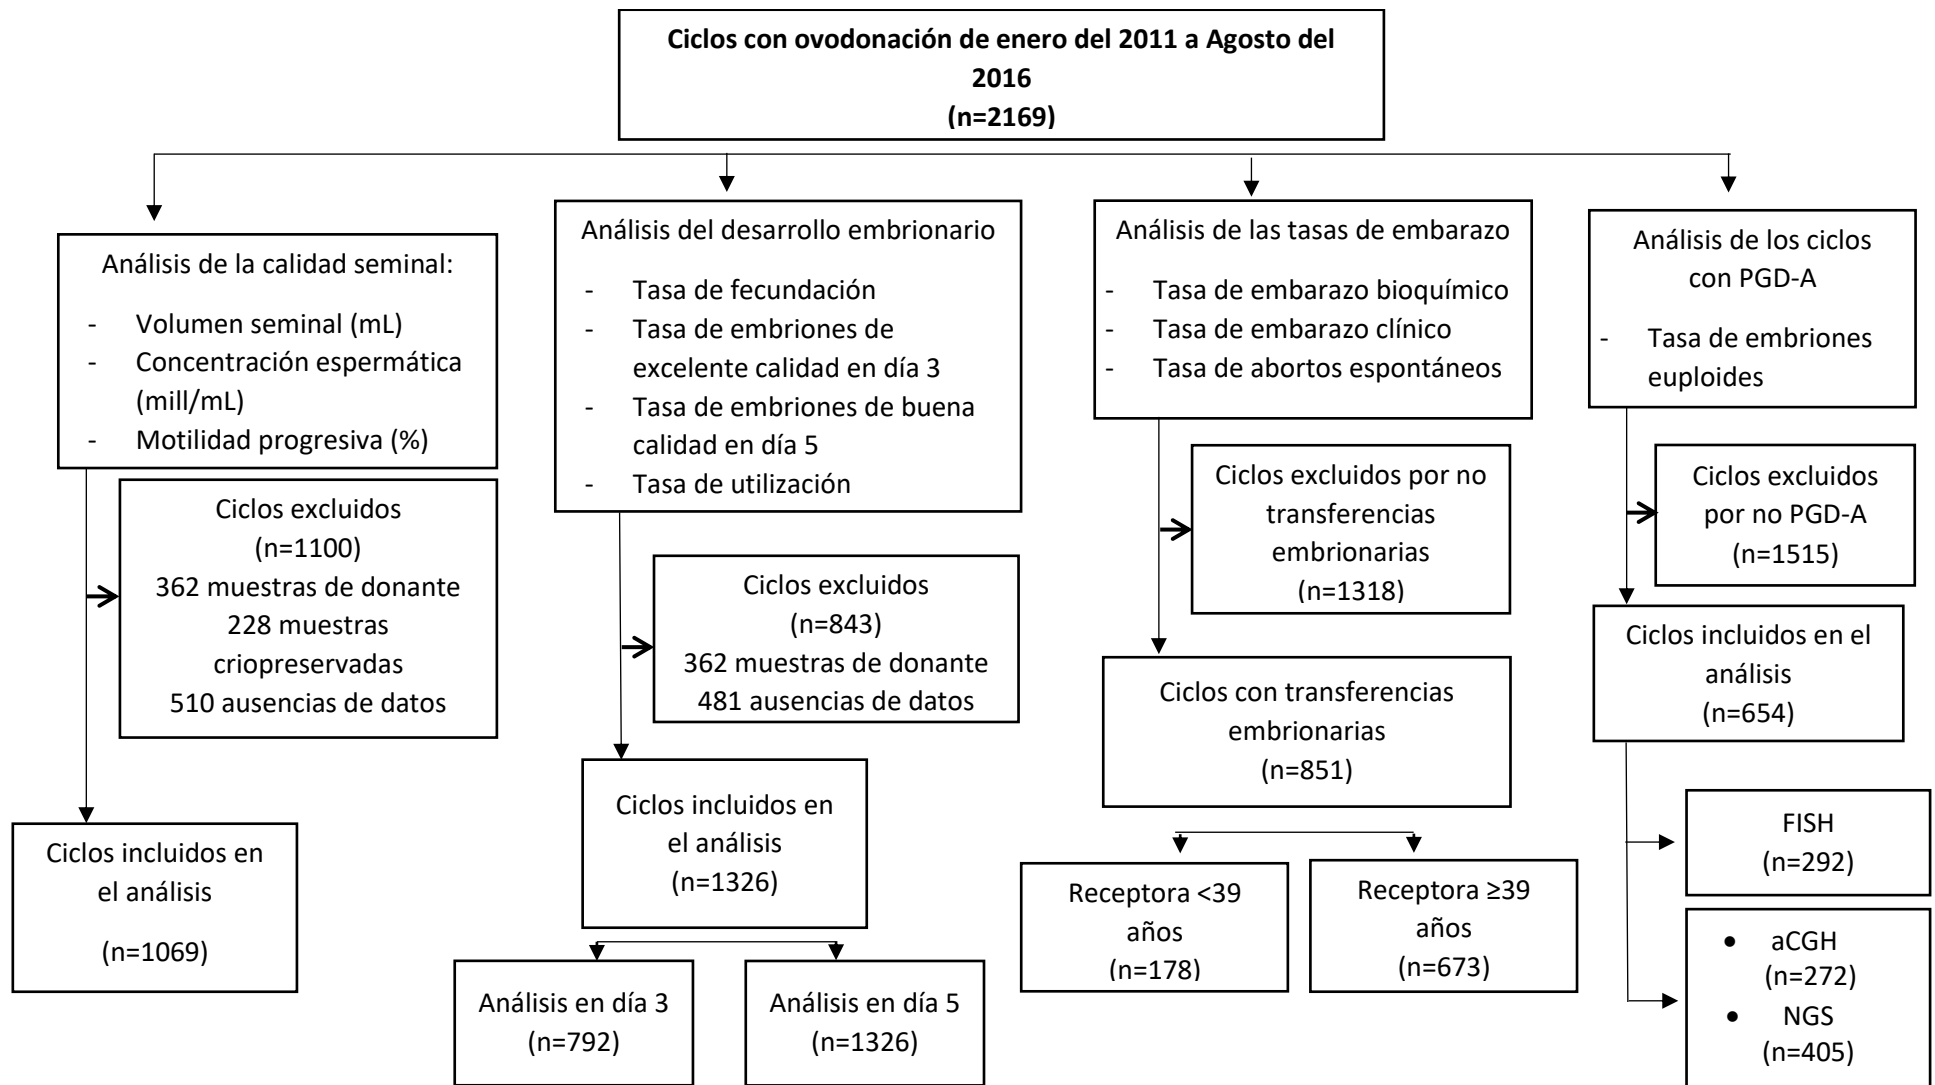 Ciclos con ovodonación de enero del 2011 a Agosto del
2016
(n=2169)
Análisis de la calidad seminal:
- Volumen seminal (mL)
- Concentración espermática
(mill/mL)
- Motilidad progresiva (%)
Ciclos excluidos
(n=1100)
362 muestras de donante
228 muestras
criopreservadas
510 ausencias de datos
Ciclos incluidos en
el análisis
(n=1069)
Análisis del desarrollo embrionario
- Tasa de fecundación
- Tasa de embriones de
excelente calidad en día 3
- Tasa de embriones de buena
calidad en día 5
- Tasa de utilización
Ciclos excluidos
(n=843)
362 muestras de donante
481 ausencias de datos
Ciclos incluidos en
el análisis
(n=1326)
Análisis en día 3
(n=792)
Análisis en día 5
(n=1326)
Análisis de las tasas de embarazo
- Tasa de embarazo bioquímico
- Tasa de embarazo clínico
- Tasa de abortos espontáneos
Ciclos excluidos por no
transferencias
embrionarias
(n=1318)
Ciclos con transferencias
embrionarias
(n=851)
Receptora <39
años
(n=178)
Receptora ≥39
años
(n=673)
Análisis de los ciclos
con PGD-A
- Tasa de embriones
euploides
Ciclos excluidos
por no PGD-A
(n=1515)
Ciclos incluidos en el
análisis
(n=654)
FISH
(n=292)
• aCGH
(n=272)
• NGS
(n=405)